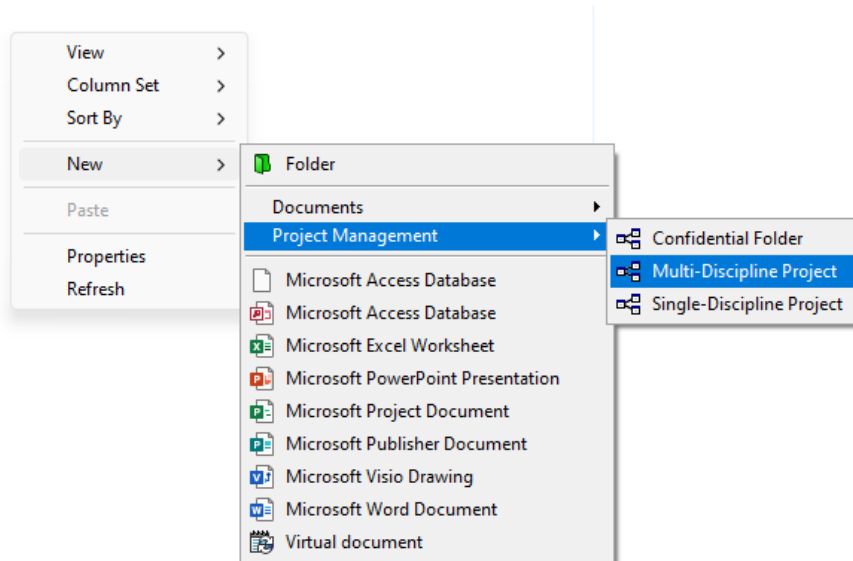 View
Column Set
Sort By
New
Paste
Properties
Refresh
Folder
Documents
Project Management
Microsoft Access Database
Microsoft Access Database
Microsoft Excel Worksheet
Microsoft PowerPoint Presentation
Microsoft Project Document
Microsoft Publisher Document
Microsoft Visio Drawing
Microsoft Word Document
Virtual document
Confidential Folder
Multi-Discipline Project
Single-Discipline Project